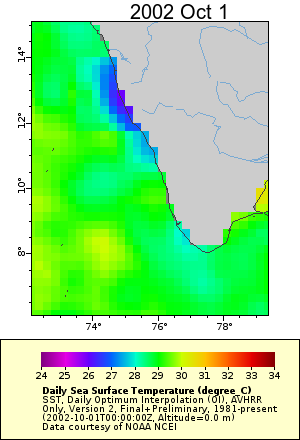 2002 Oct 1
14°
12°
10°
8°
74° 76° 78°
24 25 26 27 28 29 30 31 32 33 34
Daily Sea Surface Temperature (degree_C)
SST, Daily Optimum Interpolation (OI), AVHRR
Only, Version 2, Final+Preliminary, 1981-present
(2002-10-01T00:00:00Z, Altitude=0.0 m)
Data courtesy of NOAA NCEI